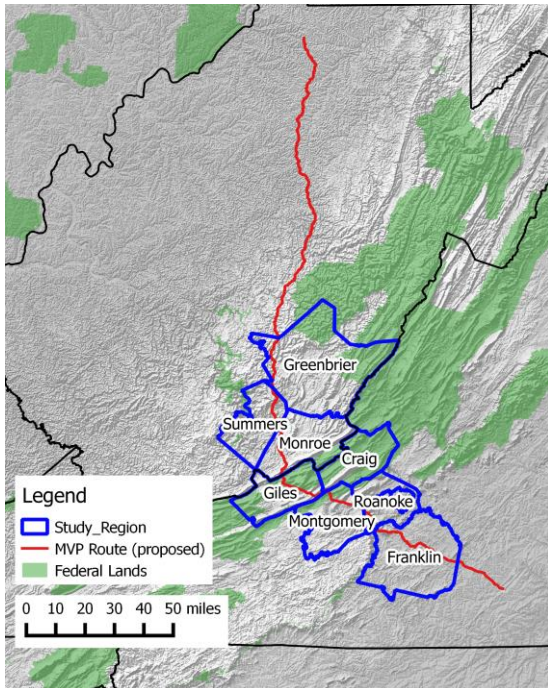 Greenbrier
Summers
Monroe
Craig
Giles
Roanoke
Montgomery
Franklin
Legend
Study_Region
MVP Route (proposed)
Federal Lands
0 10 20 30 40 50 miles